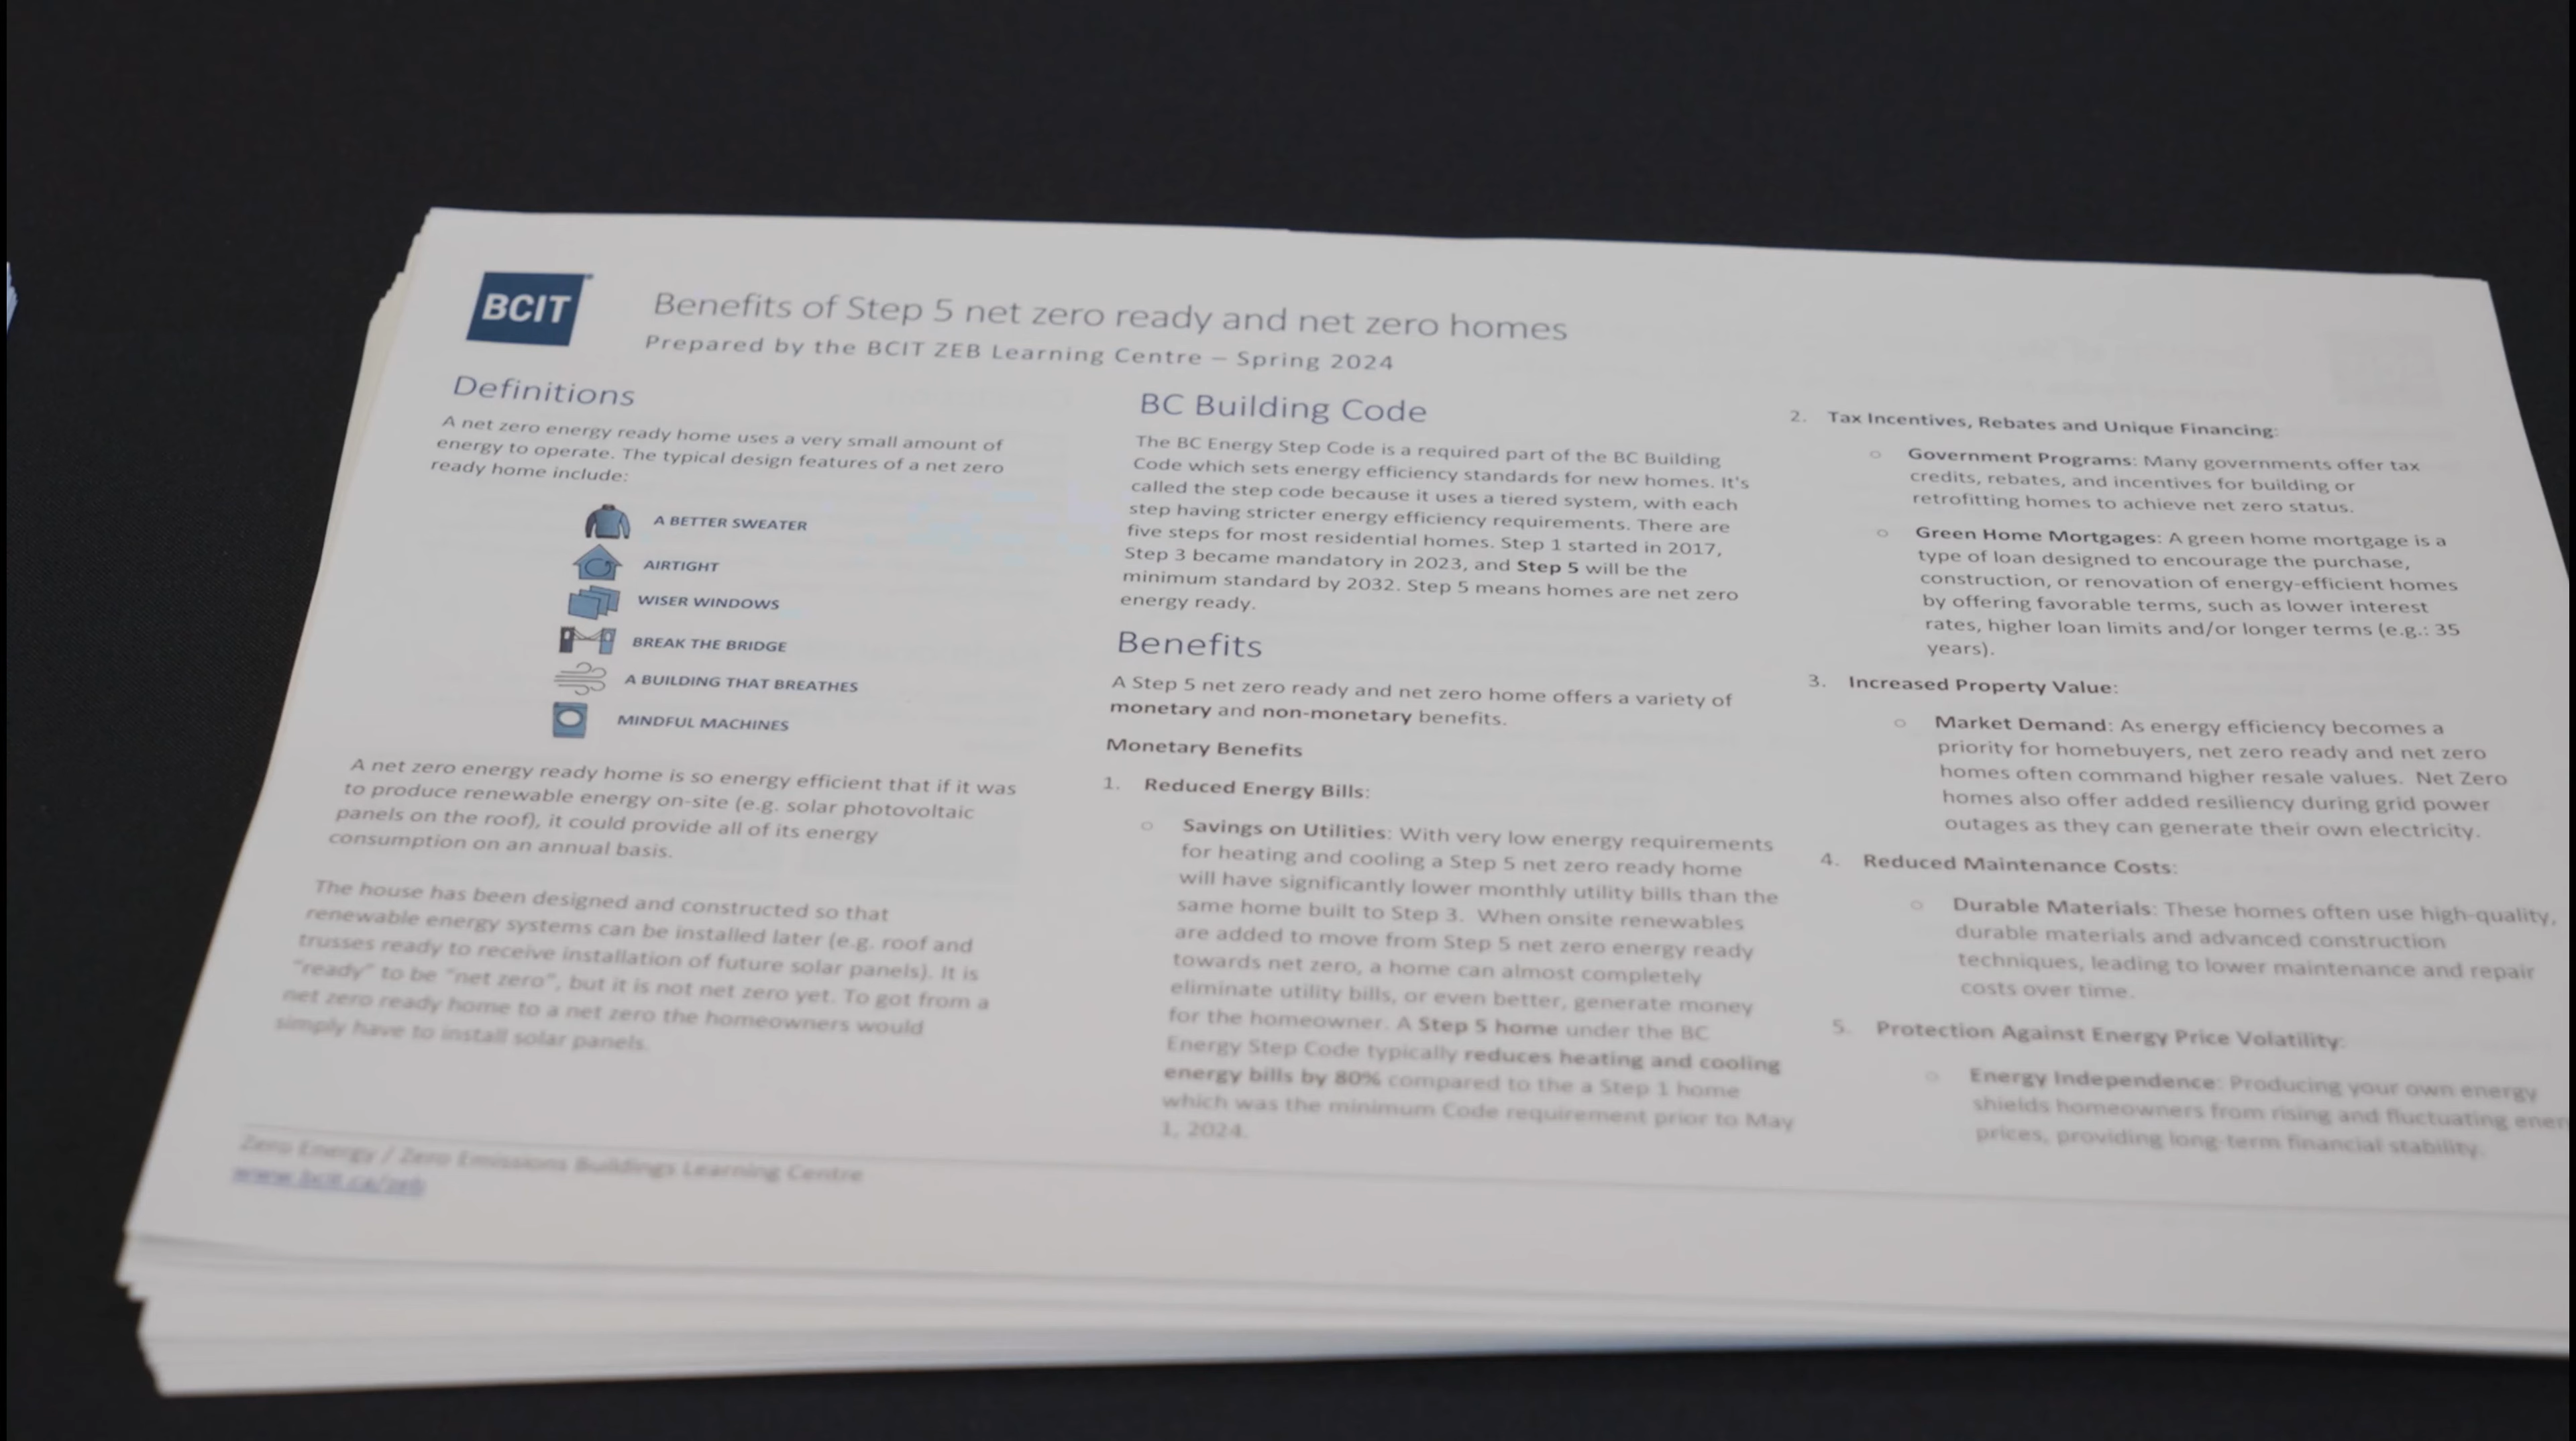 BCIT
Benefits of Step 5 net zero ready and net zero homes
Prepared by the BCIT ZEB Learning Centre – Spring 2024
Definitions
A net zero energy ready home uses a very small amount of
energy to operate. The typical design features of a net zero
ready home include:
A BETTER SWEATER
AIRTIGHT
WISER WINDOWS
BREAK THE BRIDGE
A BUILDING THAT BREATHES
MINDFUL MACHINES
A net zero energy ready home is so energy efficient that if it was
to produce renewable energy on-site (e.g. solar photovoltaic
panels on the roof), it could provide all of its energy
consumption on an annual basis.
The house has been designed and constructed so that
renewable energy systems can be installed later (e.g. roof and
trusses ready to receive installation of future solar panels). It is
"ready" to be "net zero", but it is not net zero yet. To got from a
net zero ready home to a net zero the homeowners would
simply have to install solar panels.
BC Building Code
The BC Energy Step Code is a required part of the BC Building
Code which sets energy efficiency standards for new homes. It's
called the step code because it uses a tiered system, with each
step having stricter energy efficiency requirements. There are
five steps for most residential homes. Step 1 started in 2017,
Step 3 became mandatory in 2023, and Step 5 will be the
minimum standard by 2032. Step 5 means homes are net zero
energy ready.
Benefits
A Step 5 net zero ready and net zero home offers a variety of
monetary and non-monetary benefits.
Monetary Benefits
1. Reduced Energy Bills:
○ Savings on Utilities: With very low energy requirements
for heating and cooling a Step 5 net zero ready home
will have significantly lower monthly utility bills than the
same home built to Step 3. When onsite renewables
are added to move from Step 5 net zero energy ready
towards net zero, a home can almost completely
eliminate utility bills, or even better, generate money
for the homeowner. A Step 5 home under the BC
Energy Step Code typically reduces heating and cooling
energy bills by 80% compared to the a Step 1 home
which was the minimum Code requirement prior to May
1, 2024.
2. Tax Incentives, Rebates and Unique Financing:
○ Government Programs: Many governments offer tax
credits, rebates, and incentives for building or
retrofitting homes to achieve net zero status.
○ Green Home Mortgages: A green home mortgage is a
type of loan designed to encourage the purchase,
construction, or renovation of energy-efficient homes
by offering favorable terms, such as lower interest
rates, higher loan limits and/or longer terms (e.g.: 35
years).
3. Increased Property Value:
○ Market Demand: As energy efficiency becomes a
priority for homebuyers, net zero ready and net zero
homes often command higher resale values. Net Zero
homes also offer added resiliency during grid power
outages as they can generate their own electricity.
4. Reduced Maintenance Costs:
○ Durable Materials: These homes often use high-quality,
durable materials and advanced construction
techniques, leading to lower maintenance and repair
costs over time.
5. Protection Against Energy Price Volatility:
○ Energy Independence: Producing your own energy
shields homeowners from rising and fluctuating ener
prices, providing long-term financial stability.
Zero Energy / Zero Emissions Buildings Learning Centre
www.bcit.ca/zeb